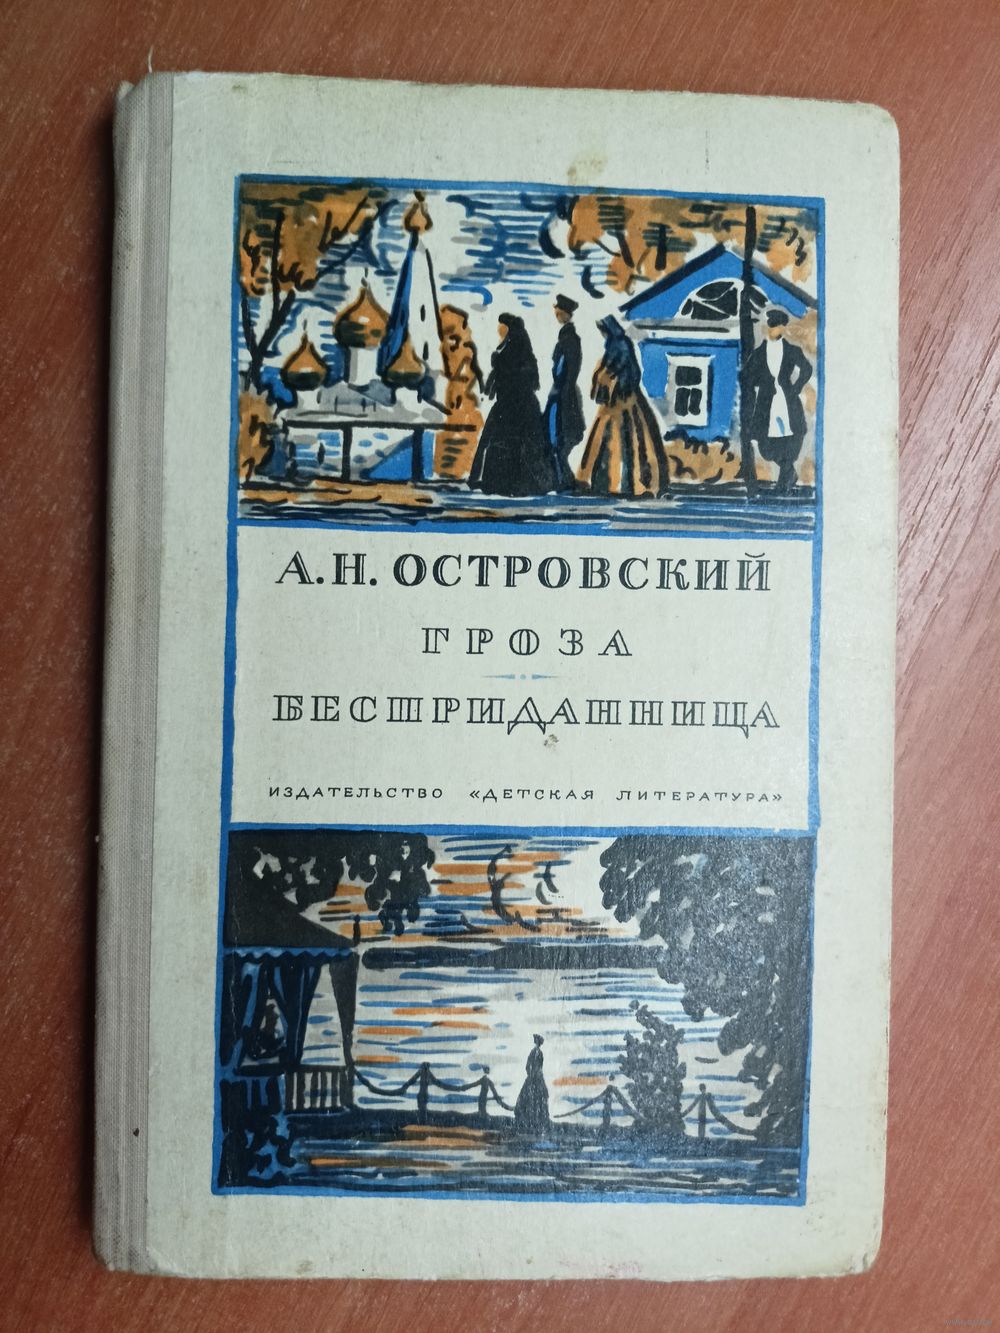 А.Н. ОСТРОВСКИЙ
ГРОЗА
БЕСПРИДАННИЦА
ИЗДАТЕЛЬСТВО «ДЕТСКАЯ ЛИТЕРАТУРА»